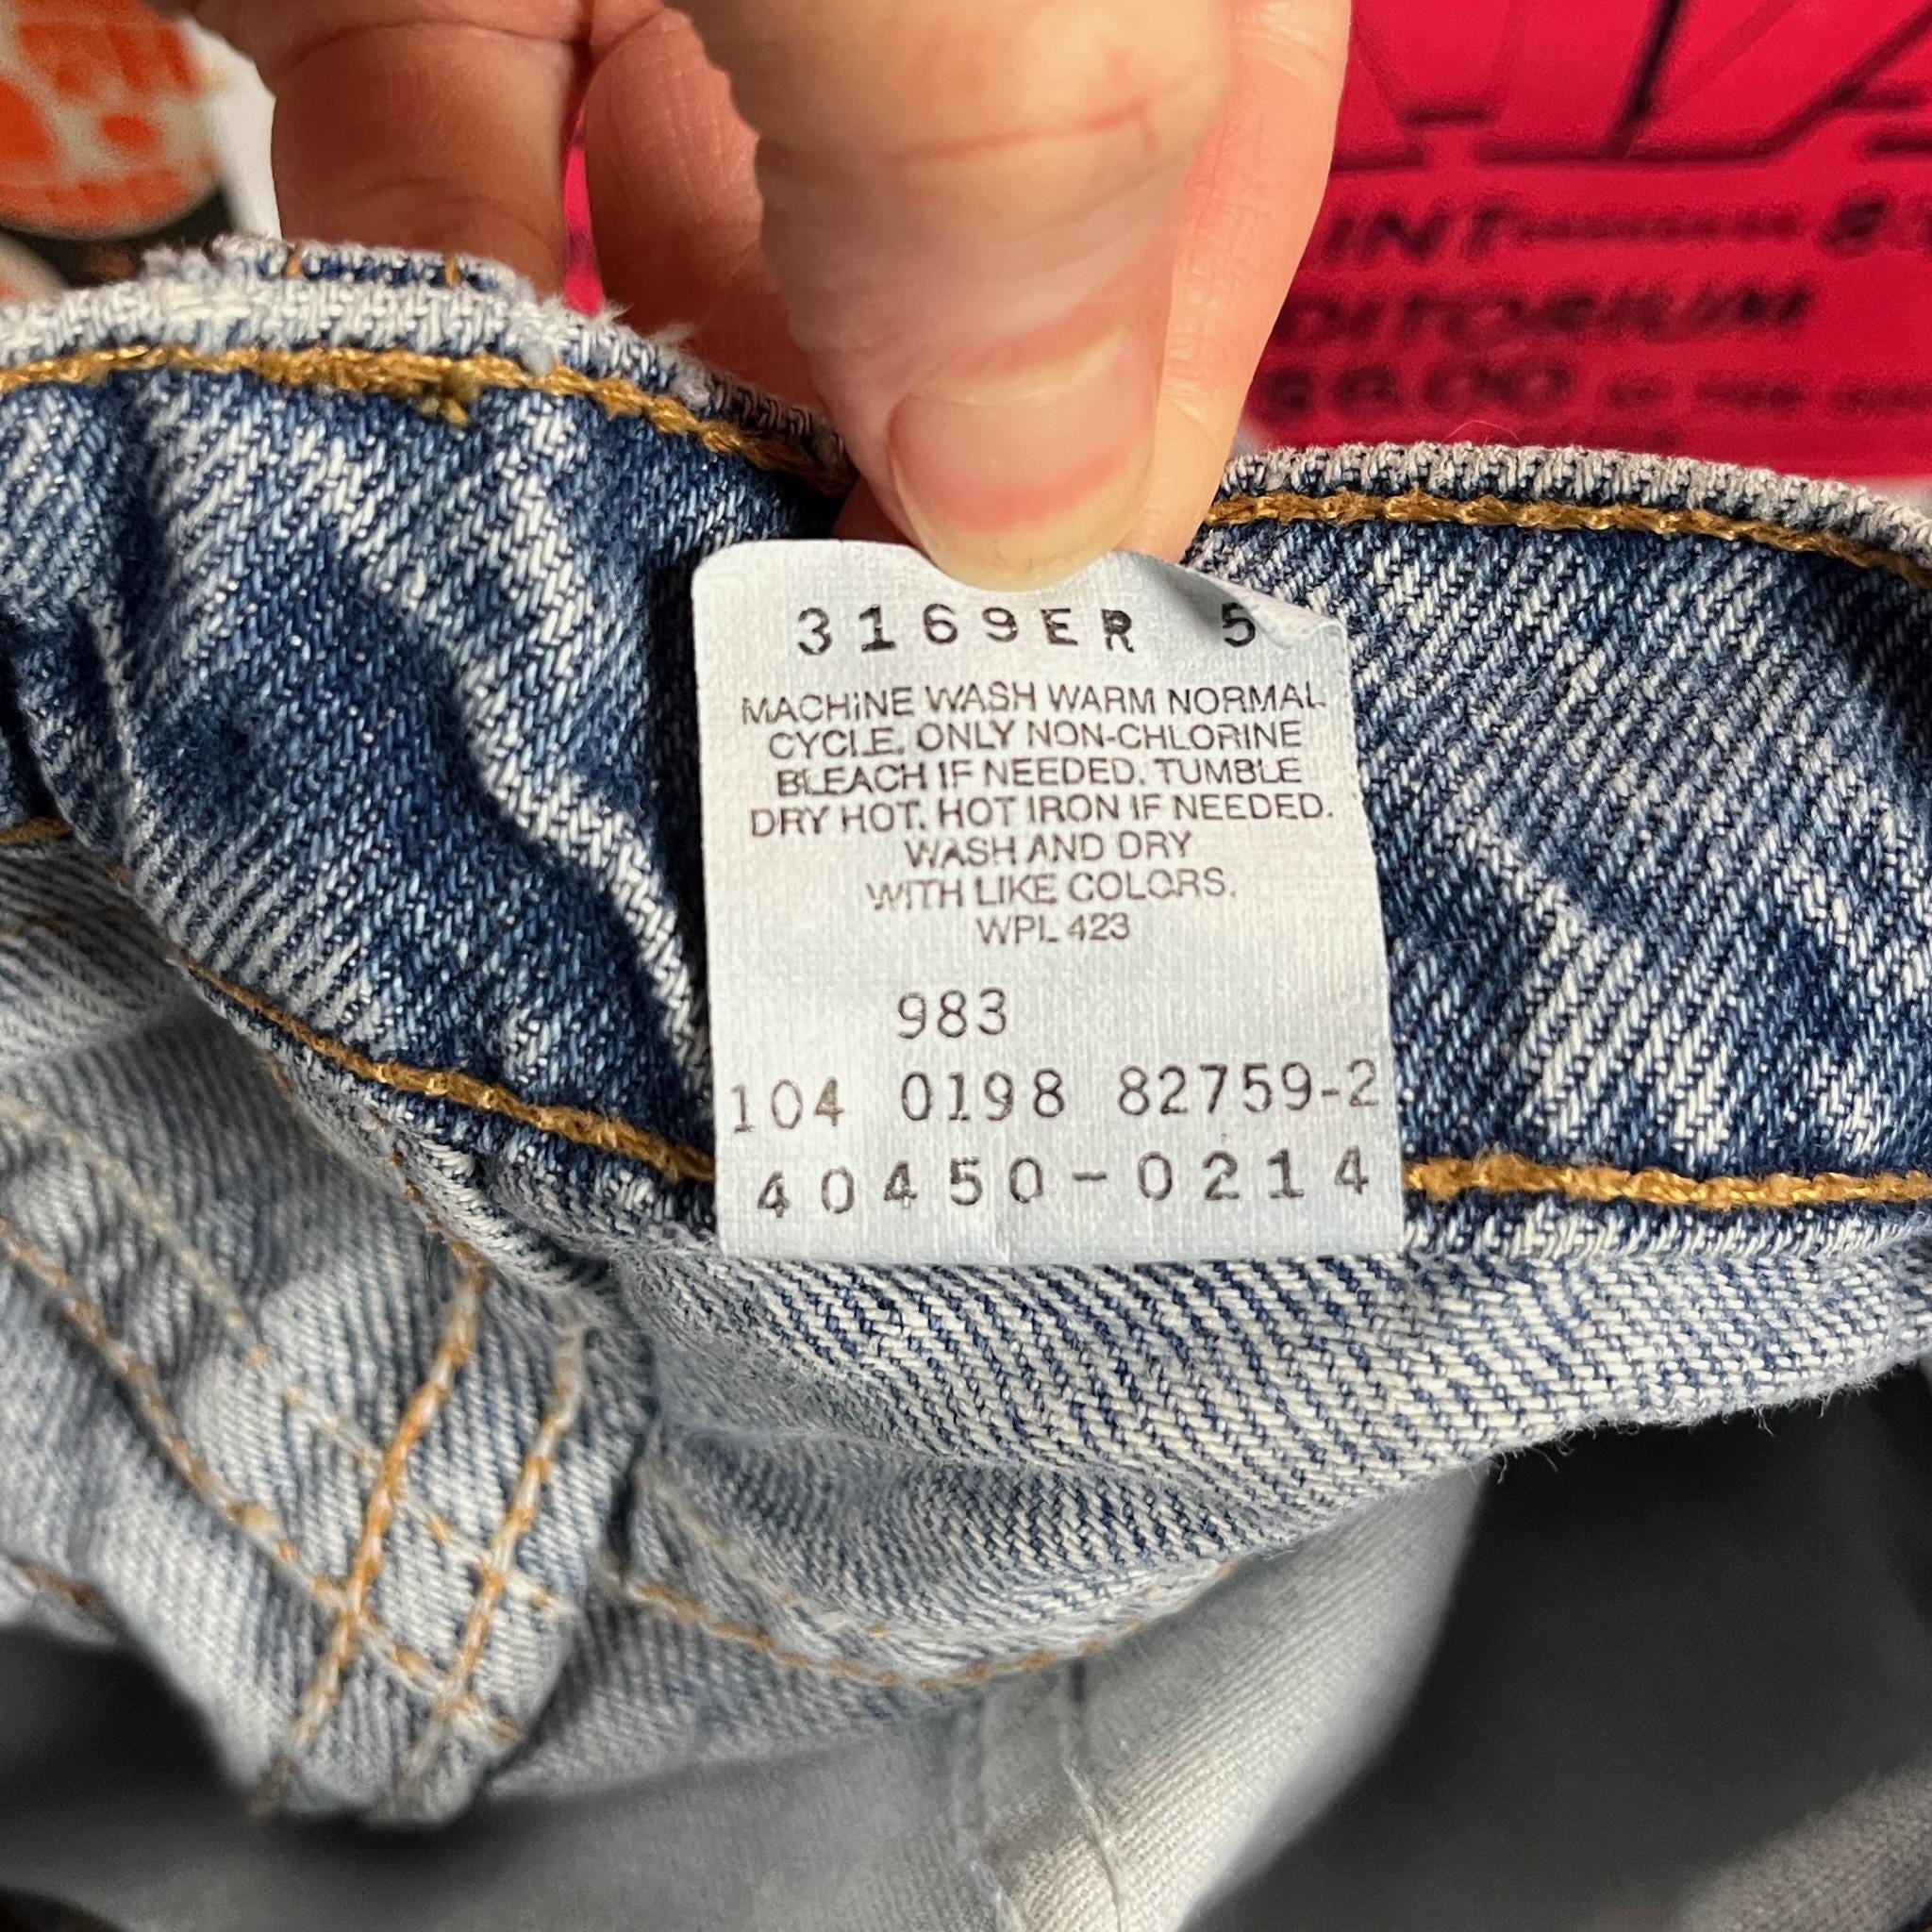 3169ER 5
MACHINE WASH WARM NORMAL
CYCLE. ONLY NON-CHLORINE
BLEACH IF NEEDED. TUMBLE
DRY HOT. HOT IRON IF NEEDED.
WASH AND DRY
WITH LIKE COLORS.
WPL 423
983
104 0198 82759-2
40450-0214